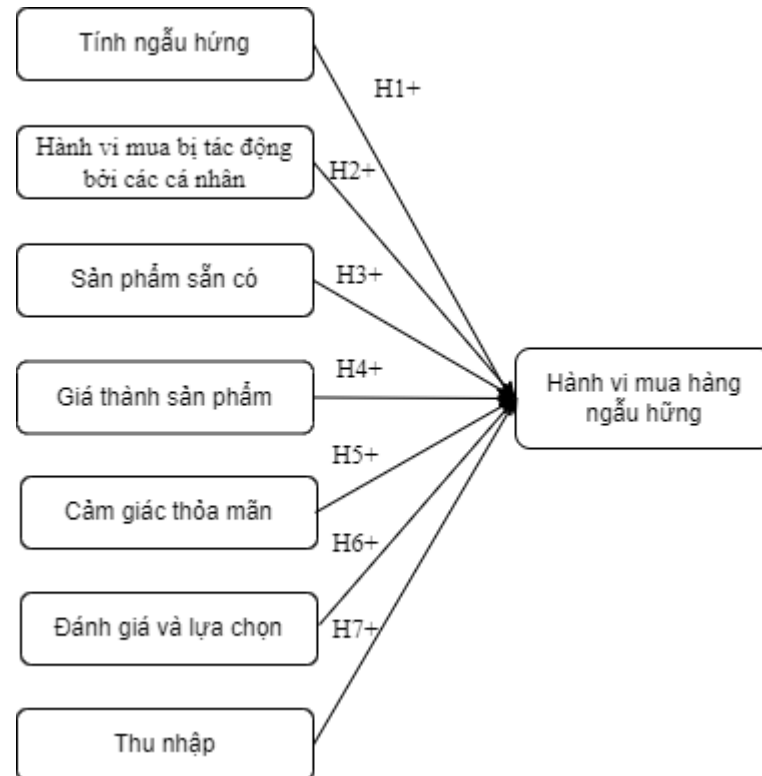 Tính ngẫu hứng
H1+
Hành vi mua bị tác động
bởi các cá nhân
H2+
Sản phẩm sẵn có
H3+
Giá thành sản phẩm
H4+
Hành vi mua hàng
ngẫu hững
Cảm giác thỏa mãn
H5+
Đánh giá và lựa chọn
H6+
H7+
Thu nhập